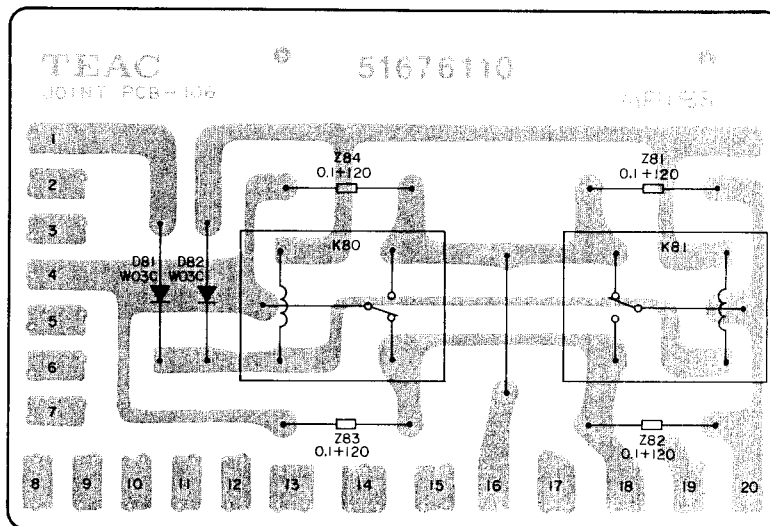 TEAC 51676110
JOINT PCB-106
1
Z84
0.1+120
Z81
0.1+120
2
3
K80
K81
D81
W03C
D82
W03C
4
5
6
7
Z83
0.1+120
Z82
0.1+120
8 9 10 11 12 13 14 15 16 17 18 19 20